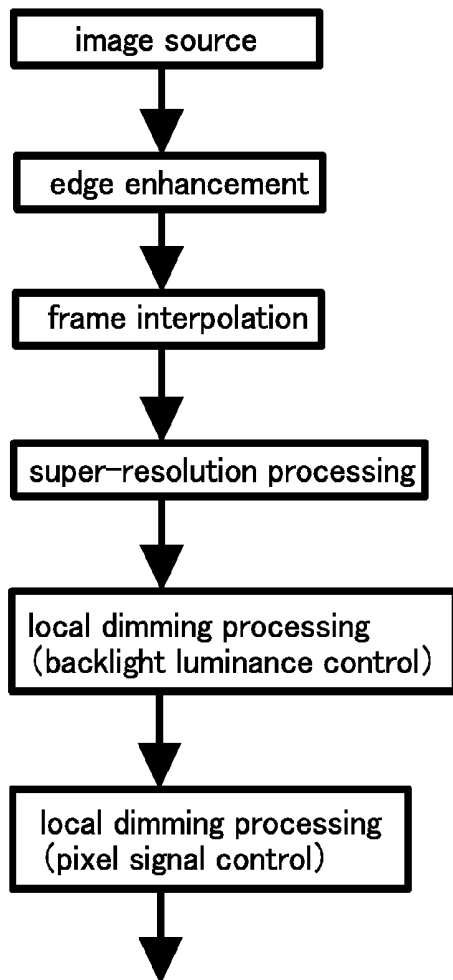 image source
edge enhancement
frame interpolation
super-resolution processing
local dimming processing
(backlight luminance control)
local dimming processing
(pixel signal control)